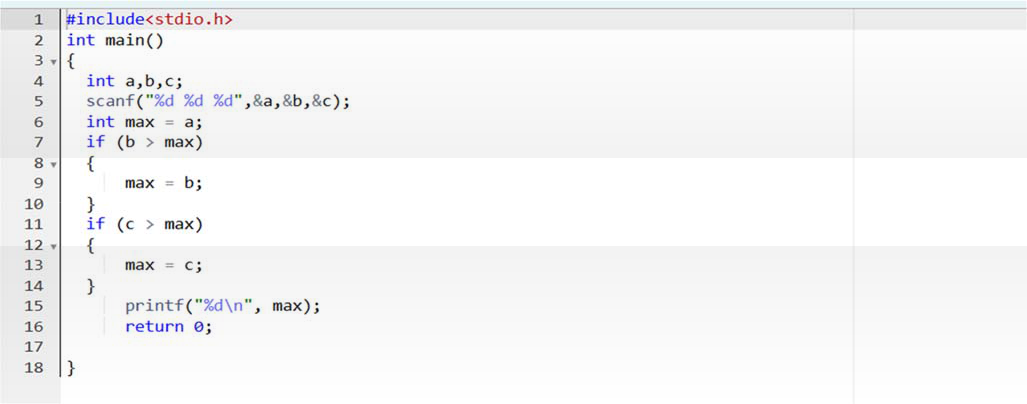 1 #include<stdio.h>
2 int main()
3 {
4 int a,b,c;
5 scanf("%d %d %d",&a,&b,&c);
6 int max = a;
7 if (b > max)
8 {
9 max = b;
10 }
11 if (c > max)
12 {
13 max = c;
14 }
15 printf("%d\n", max);
16 return 0;
17
18 }